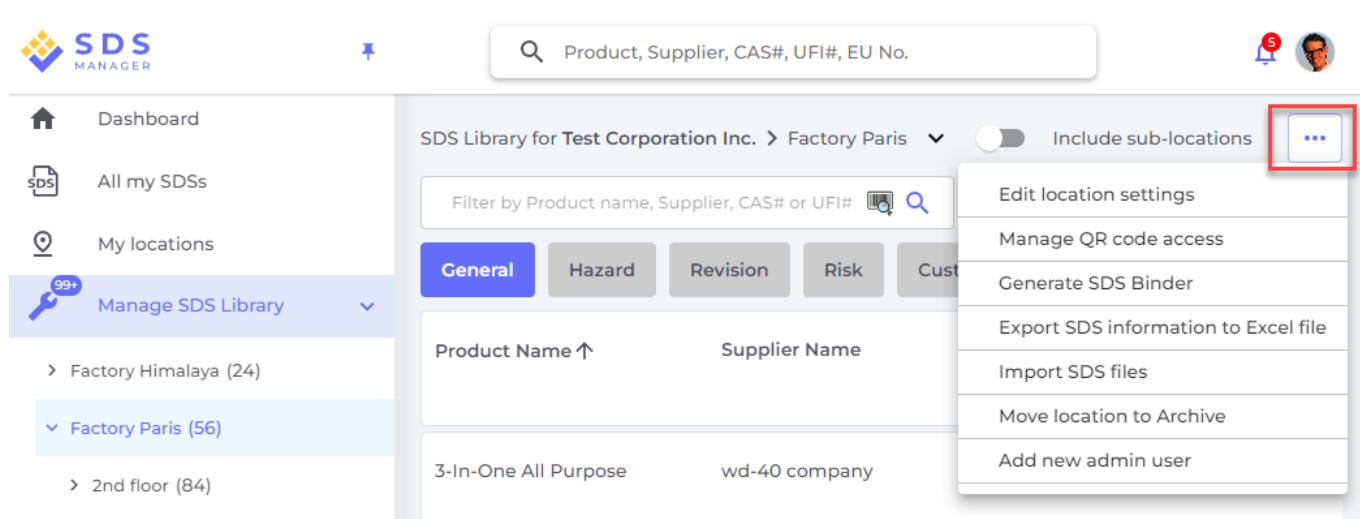 SDS
MANAGER
Product, Supplier, CAS#, UFI#, EU No.
5
Dashboard
SDS
All my SDSs
My locations
99+
Manage SDS Library
Factory Himalaya (24)
Factory Paris (56)
2nd floor (84)
SDS Library for Test Corporation Inc. > Factory Paris
Include sub-locations
Filter by Product name, Supplier, CAS# or UFI#
General Hazard Revision Risk Cust
Product Name Supplier Name
3-In-One All Purpose wd-40 company
Edit location settings
Manage QR code access
Generate SDS Binder
Export SDS information to Excel file
Import SDS files
Move location to Archive
Add new admin user